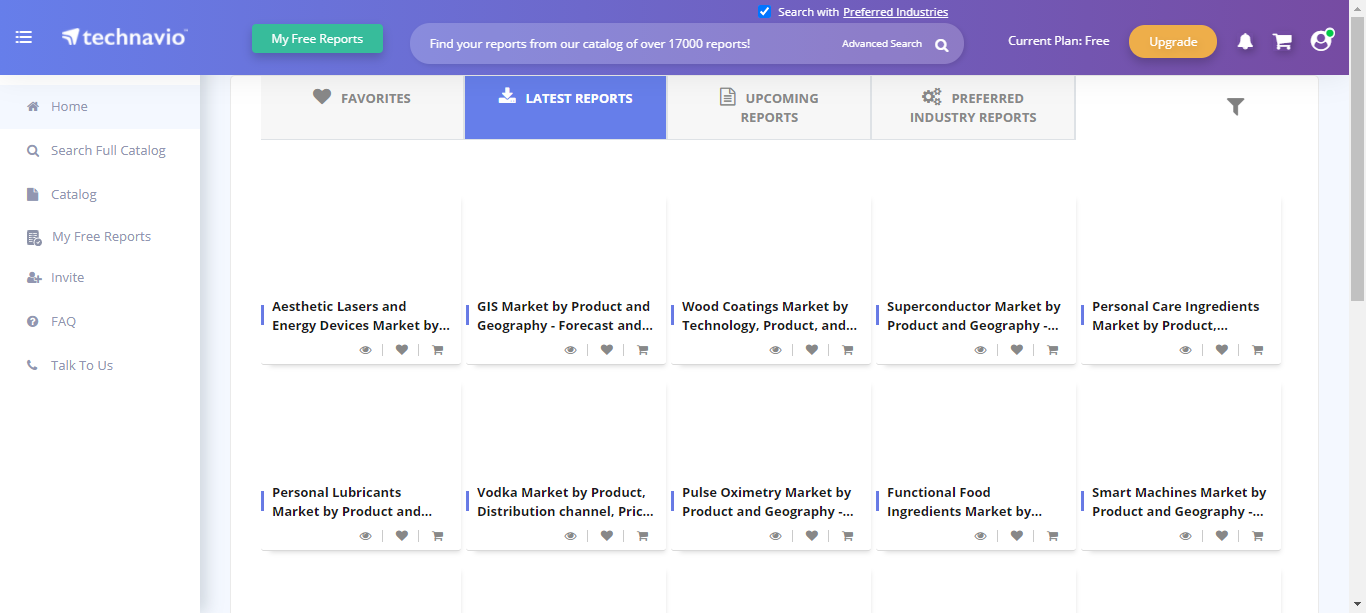 Search with Preferred Industries
technavio
My Free Reports
Find your reports from our catalog of over 17000 reports!
Advanced Search
Current Plan: Free
Upgrade
Home
Search Full Catalog
Catalog
My Free Reports
Invite
FAQ
Talk To Us
FAVORITES
LATEST REPORTS
UPCOMING
REPORTS
PREFERRED
INDUSTRY REPORTS
Aesthetic Lasers and
Energy Devices Market by...
GIS Market by Product and
Geography - Forecast and...
Wood Coatings Market by
Technology, Product, and...
Superconductor Market by
Product and Geography -...
Personal Care Ingredients
Market by Product,...
Personal Lubricants
Market by Product and...
Vodka Market by Product,
Distribution channel, Pric...
Pulse Oximetry Market by
Product and Geography -...
Functional Food
Ingredients Market by...
Smart Machines Market by
Product and Geography -...